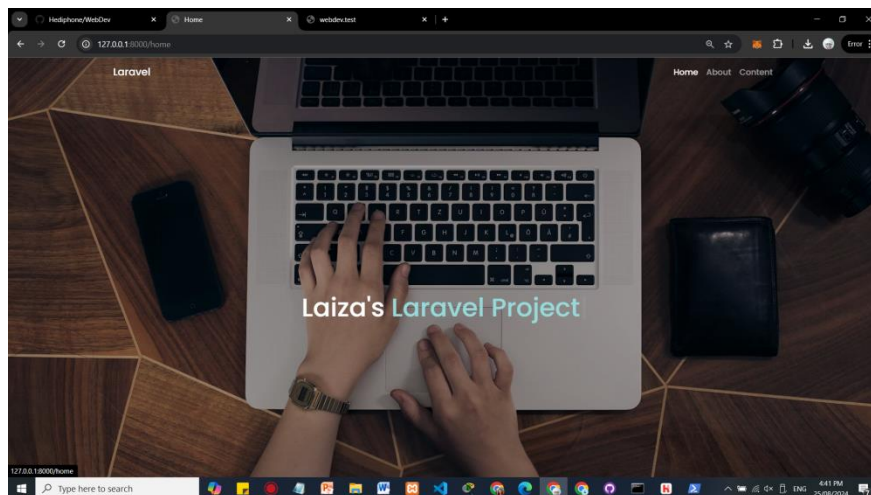 Hediphone/WebDev
Home
webdev.test
127.0.0.1:8000/home
Error
Laravel
Home About Content
Laiza's Laravel Project
127.0.0.1:8000/home
Type here to search
ENG
4:41 PM
25/08/2024